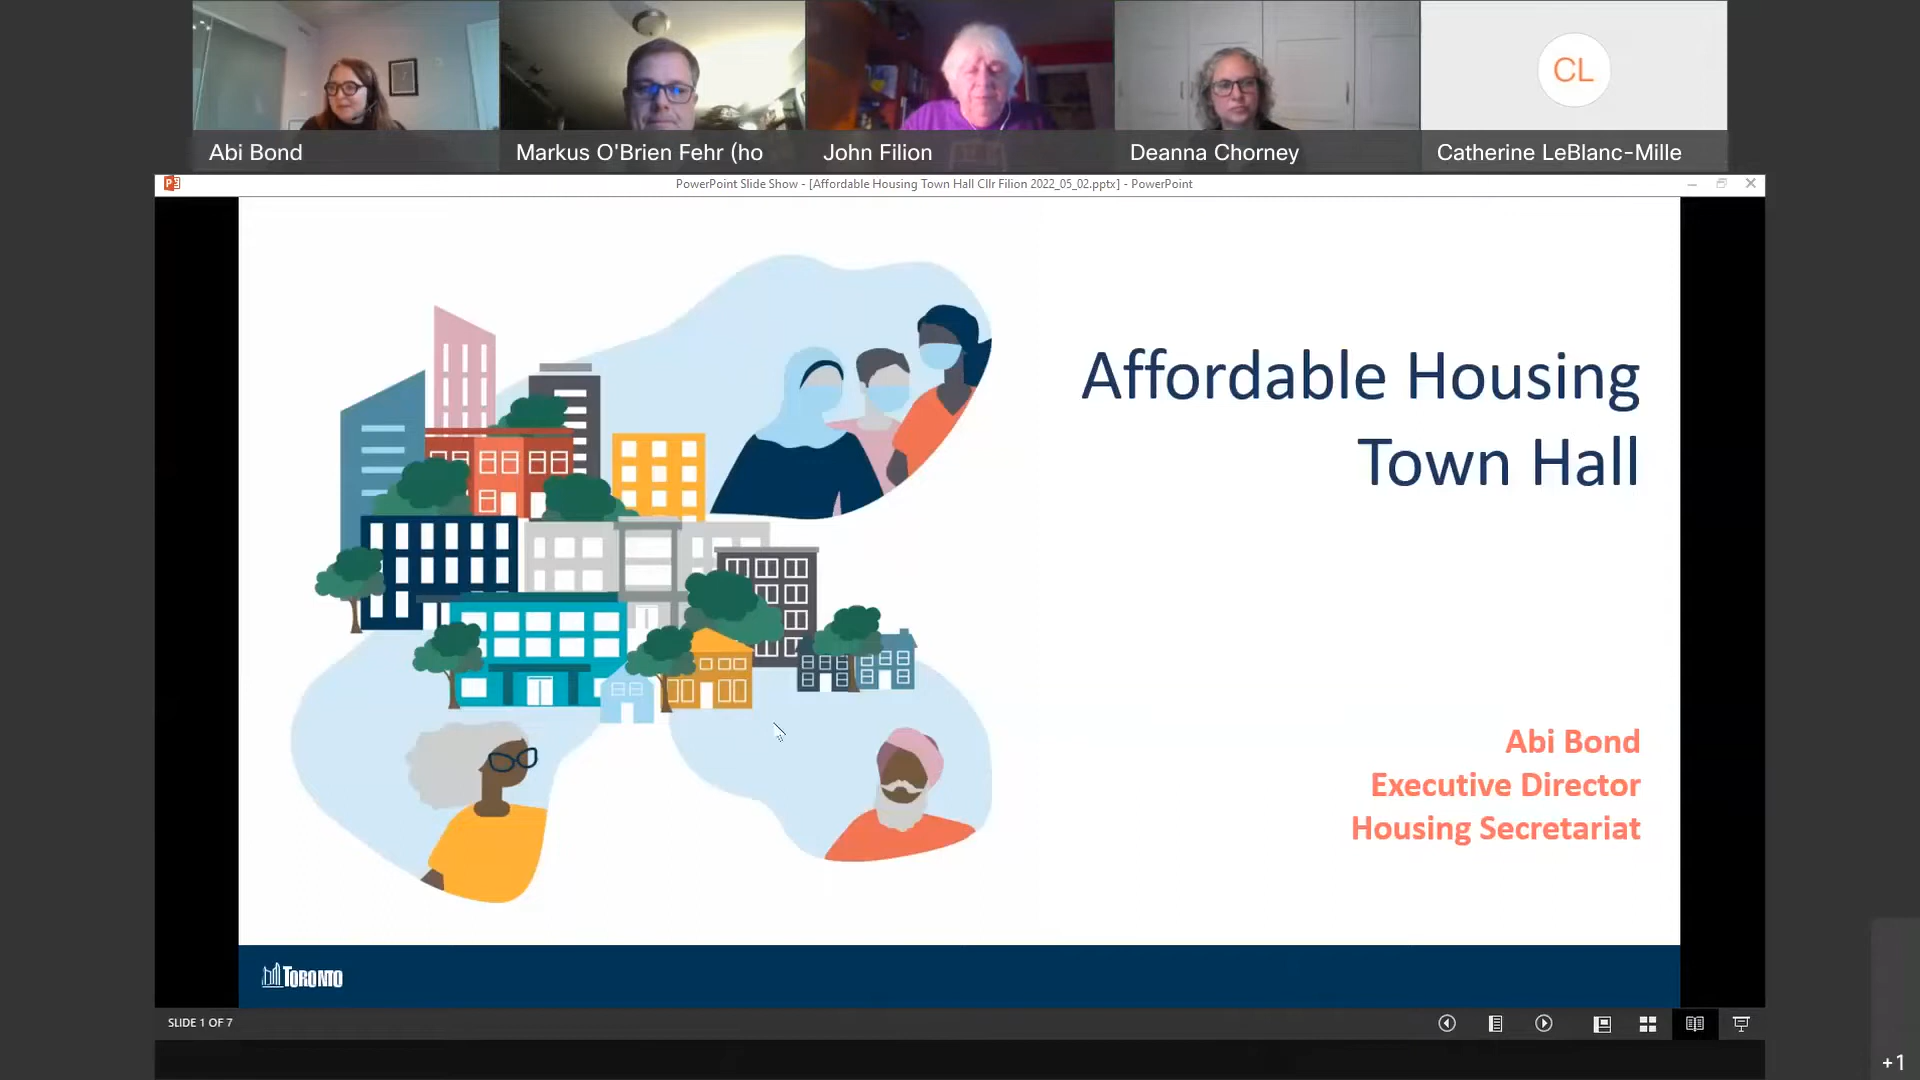 CL
Abi Bond
Markus O'Brien Fehr (ho
John Filion
Deanna Chorney
Catherine LeBlanc-Mille
PowerPoint Slide Show - [Affordable Housing Town Hall Cllr Filion 2022_05_02.pptx] - PowerPoint
Affordable Housing
Town Hall
Abi Bond
Executive Director
Housing Secretariat
TORONTO
SLIDE 1 OF 7
+1